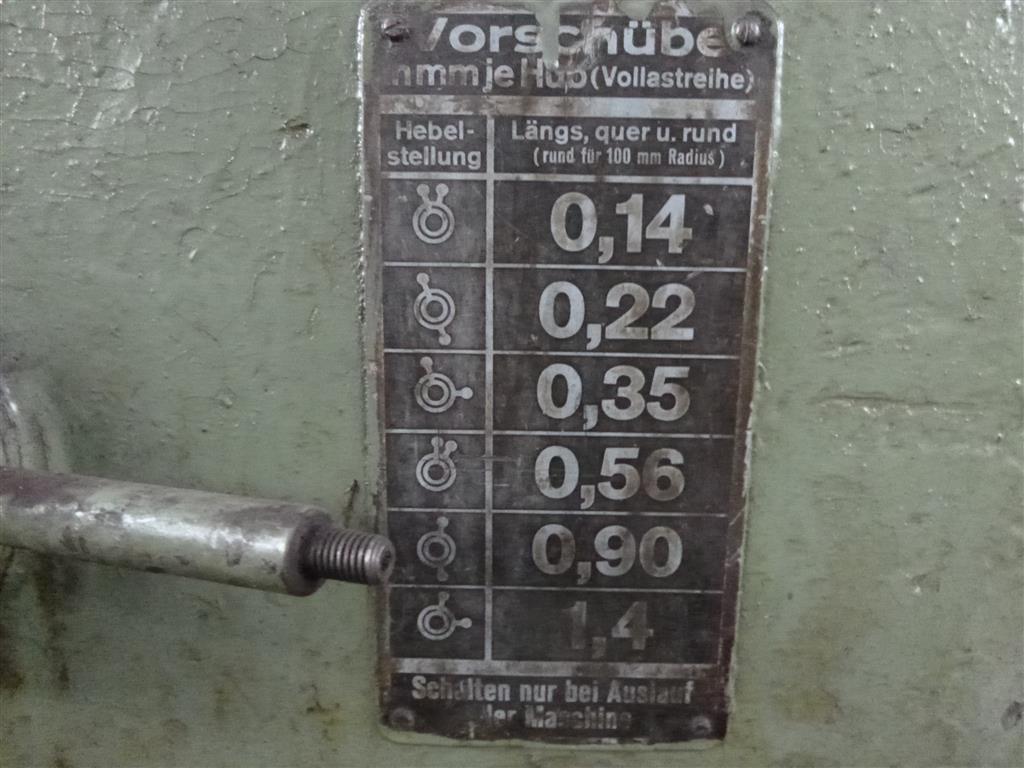 Vorschübe
in mm je Hub (Vollastreihe)
Hebel-
stellung
Längs, quer u. rund
(rund für 100 mm Radius)
0,14
0,22
0,35
0,56
0,90
1,4
Schalten nur bei Auslauf
der Maschine